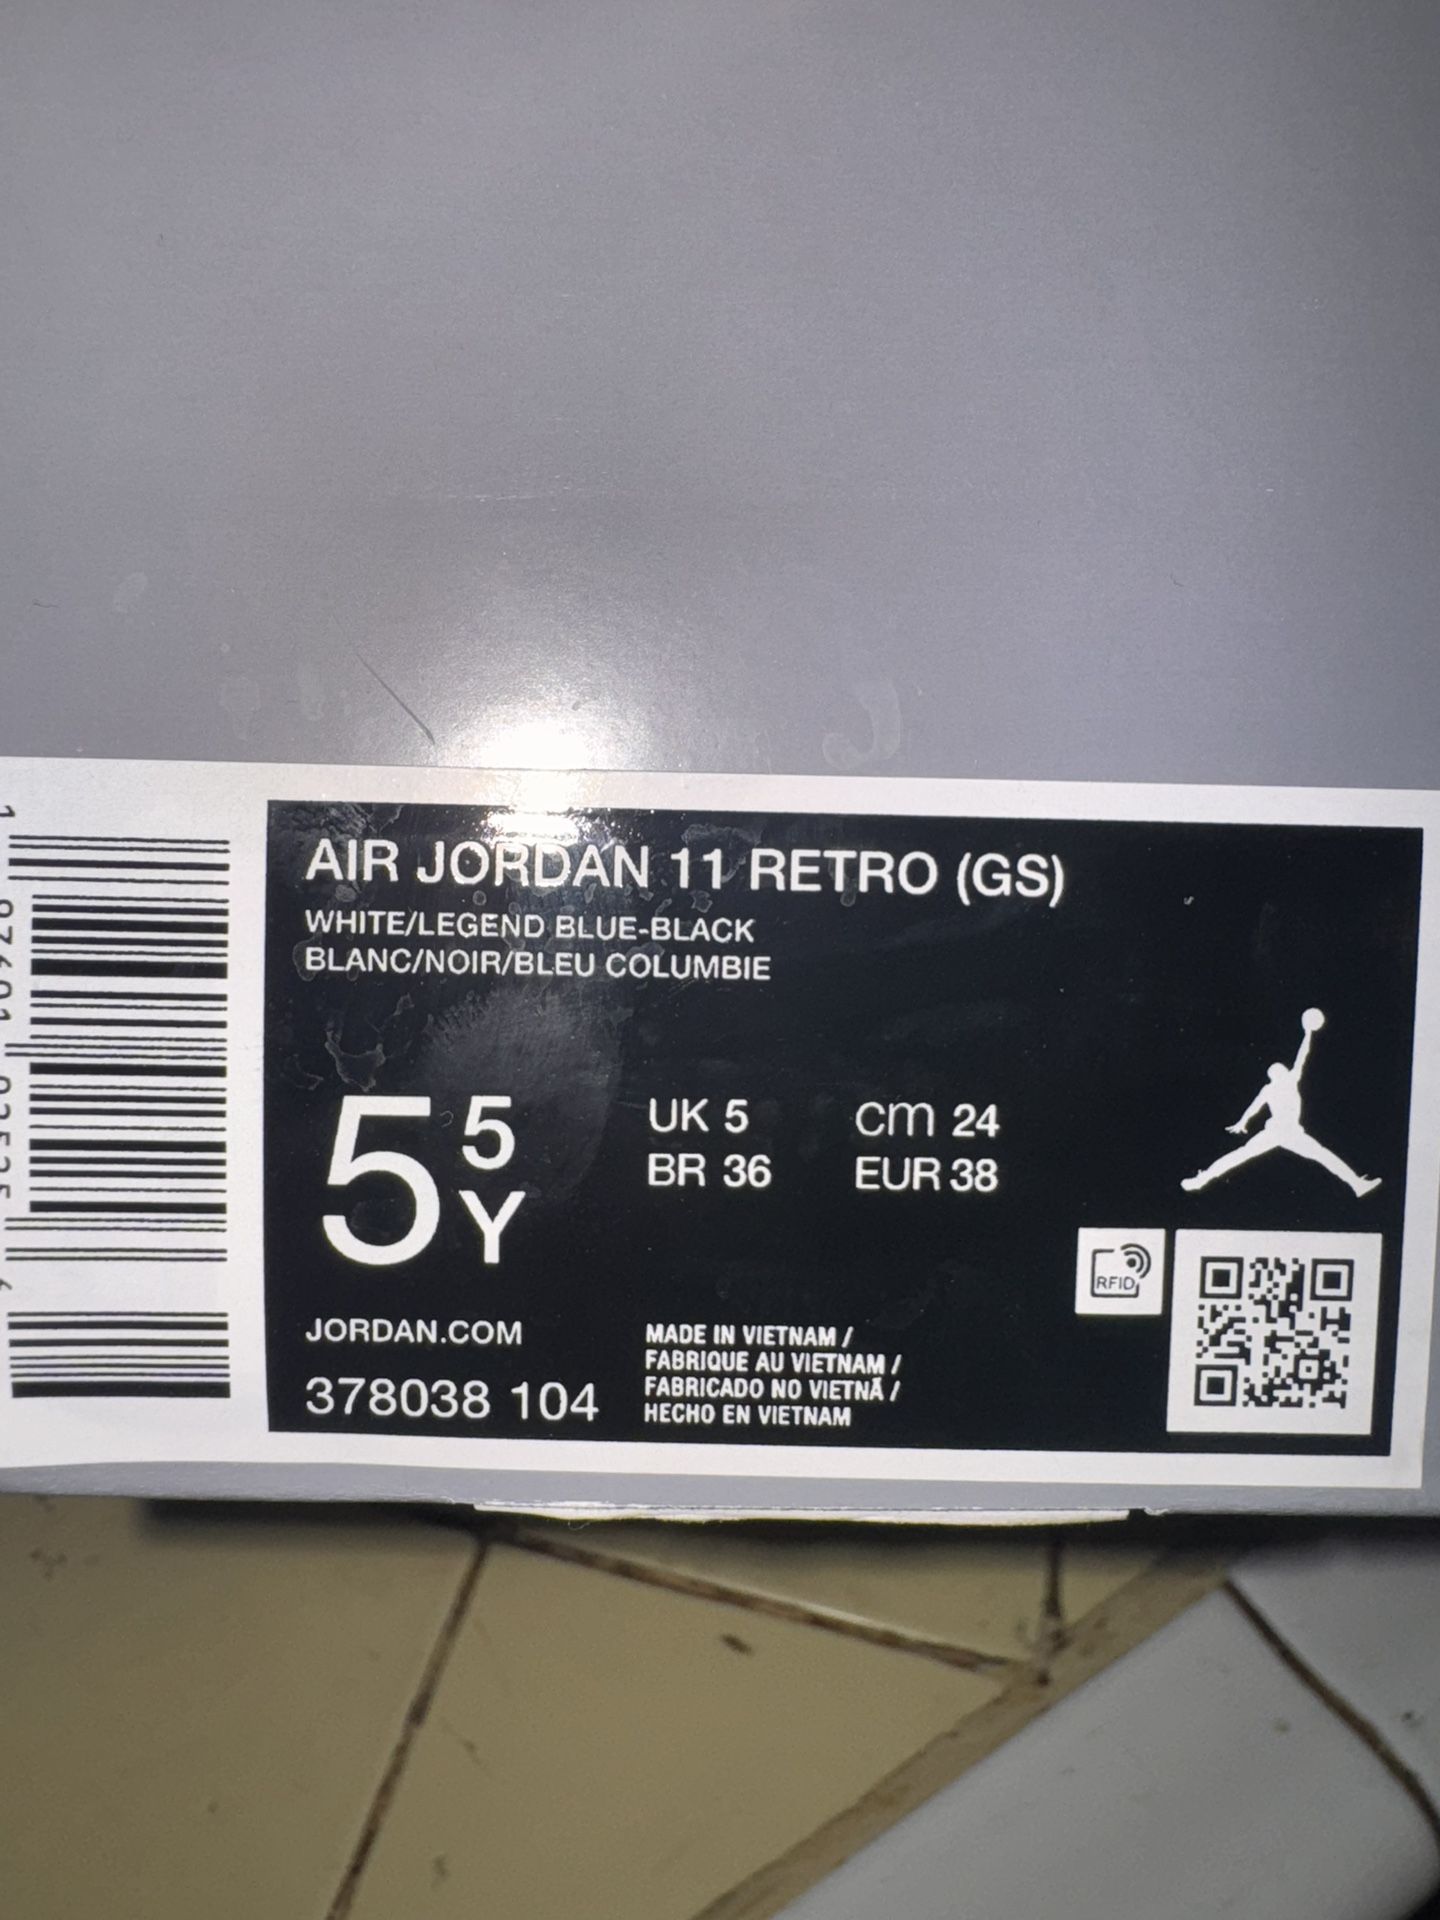 AIR JORDAN 11 RETRO (GS)
WHITE/LEGEND BLUE-BLACK
BLANC/NOIR/BLEU COLUMBIE
5 5 Y
UK 5
BR 36
cm 24
EUR 38
RFID
JORDAN.COM
378038 104
MADE IN VIETNAM /
FABRIQUE AU VIETNAM /
FABRICADO NO VIETNÃ /
HECHO EN VIETNAM